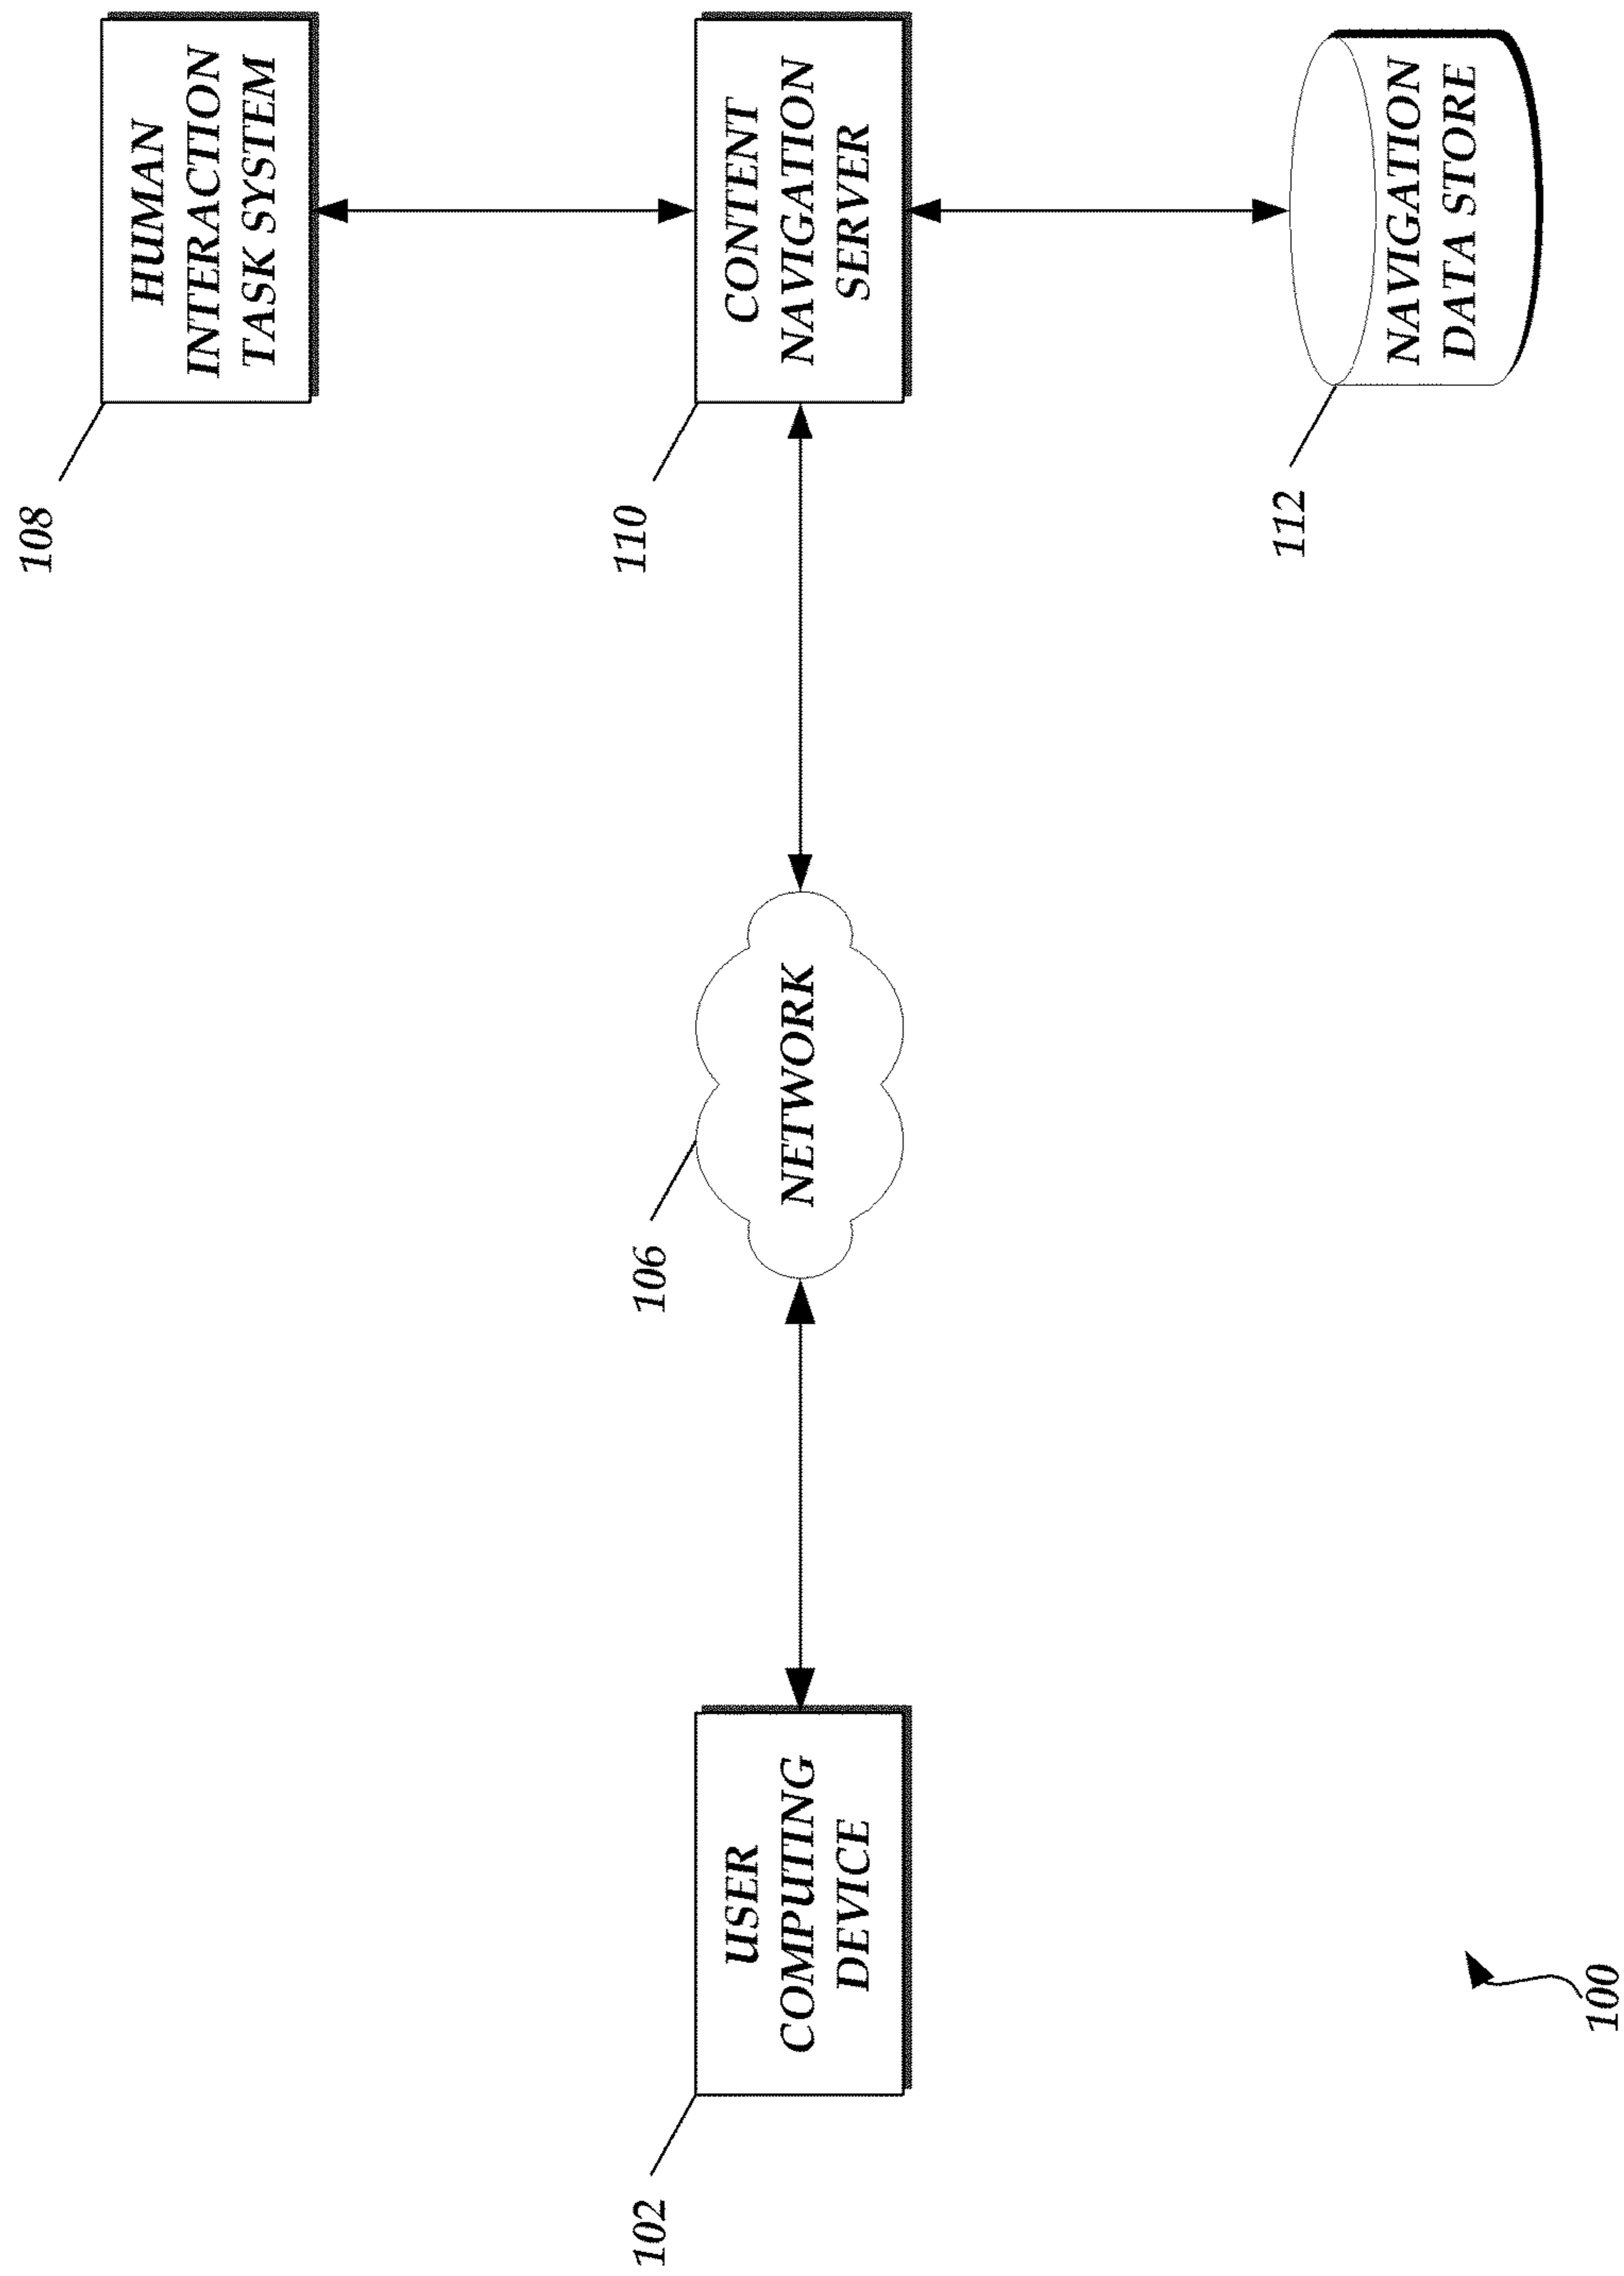 108
HUMAN
INTERACTION
TASK SYSTEM
102
USER
COMPUTING
DEVICE
106
NETWORK
110
CONTENT
NAVIGATION
SERVER
112
NAVIGATION
DATA STORE
100